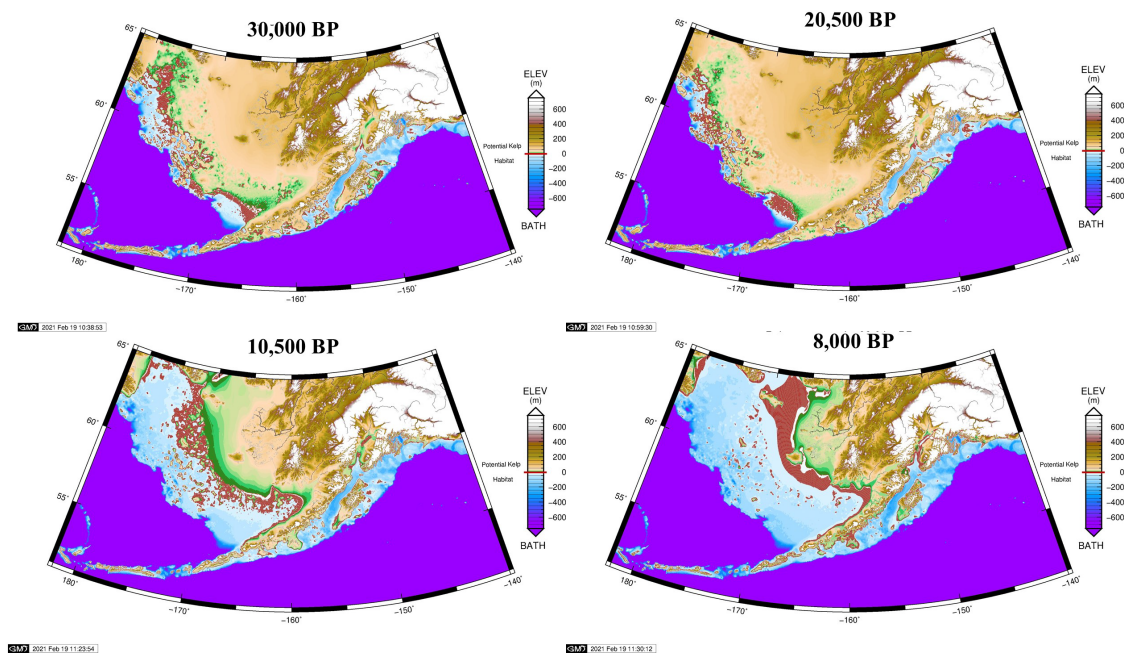 30,000 BP
65˚
60˚
55˚
180˚
−170˚
−160˚
−150˚
−140˚
ELEV
(m)
600
400
200
0
−200
−400
−600
BATH
Potential Kelp
Habitat
GMT 2021 Feb 19 10:38:53
20,500 BP
65˚
60˚
55˚
180˚
−170˚
−160˚
−150˚
−140˚
ELEV
(m)
600
400
200
0
−200
−400
−600
BATH
Potential Kelp
Habitat
GMT 2021 Feb 19 10:59:30
10,500 BP
65˚
60˚
55˚
180˚
−170˚
−160˚
−150˚
−140˚
ELEV
(m)
600
400
200
0
−200
−400
−600
BATH
Potential Kelp
Habitat
GMT 2021 Feb 19 11:23:54
8,000 BP
65˚
60˚
55˚
180˚
−170˚
−160˚
−150˚
−140˚
ELEV
(m)
600
400
200
0
−200
−400
−600
BATH
Potential Kelp
Habitat
GMT 2021 Feb 19 11:30:12